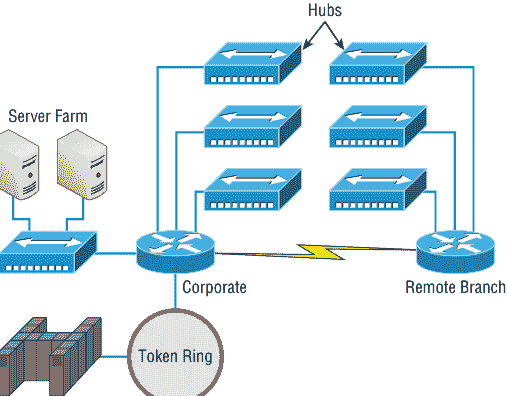 Hubs
Server Farm
Corporate
Remote Branch
Token Ring